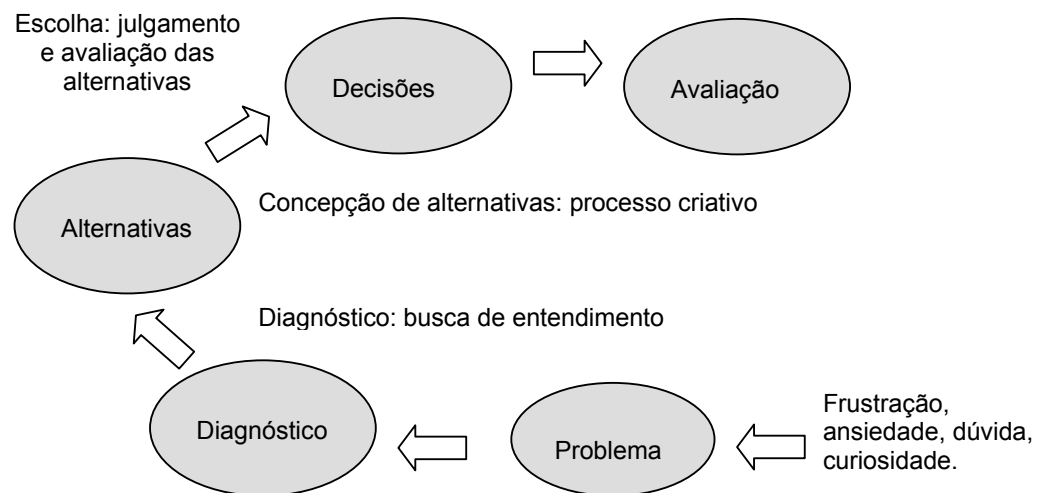 Escolha: julgamento
e avaliação das
alternativas
Decisões
Avaliação
Alternativas
Concepção de alternativas: processo criativo
Diagnóstico: busca de entendimento
Diagnóstico
Problema
Frustração,
ansiedade, dúvida,
curiosidade.